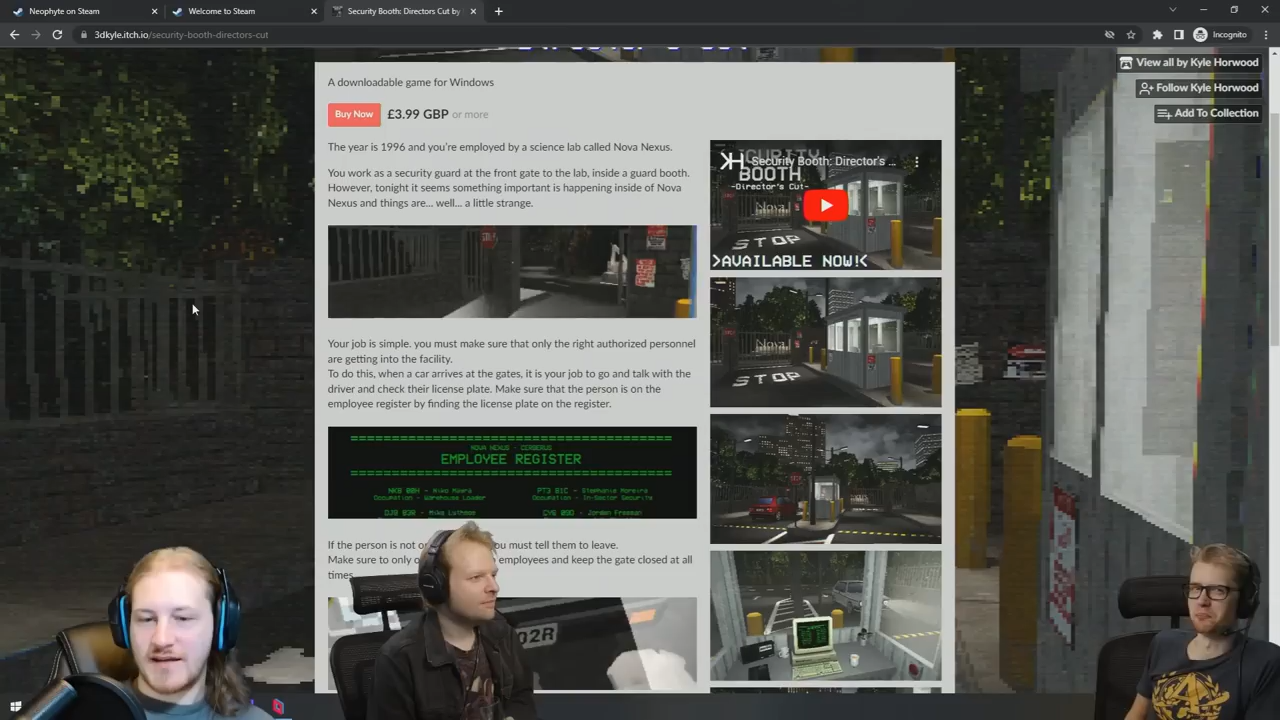 Neophyte on Steam
Welcome to Steam
Security Booth: Directors Cut by
3dkyle.itch.io/security-booth-directors-cut
Incognito
View all by Kyle Horwood
Follow Kyle Horwood
Add To Collection
A downloadable game for Windows
Buy Now £3.99 GBP or more
The year is 1996 and you're employed by a science lab called Nova Nexus.
You work as a security guard at the front gate to the lab, inside a guard booth.
However, tonight it seems something important is happening inside of Nova
Nexus and things are... well... a little strange.
Your job is simple. you must make sure that only the right authorized personnel
are getting into the facility.
To do this, when a car arrives at the gates, it is your job to go and talk with the
driver and check their license plate. Make sure that the person is on the
employee register by finding the license plate on the register.
NOVA NEXUS - CERBERUS
EMPLOYEE REGISTER
If the person is not
you must tell them to leave.
Make sure to only
employees and keep the gate closed at all
times
02R
Security Booth: Director's ...
SECURITY
BOOTH.
-Director's Cut-
Nova
STOP
>AVAILABLE NOW!<
Nova
STOP